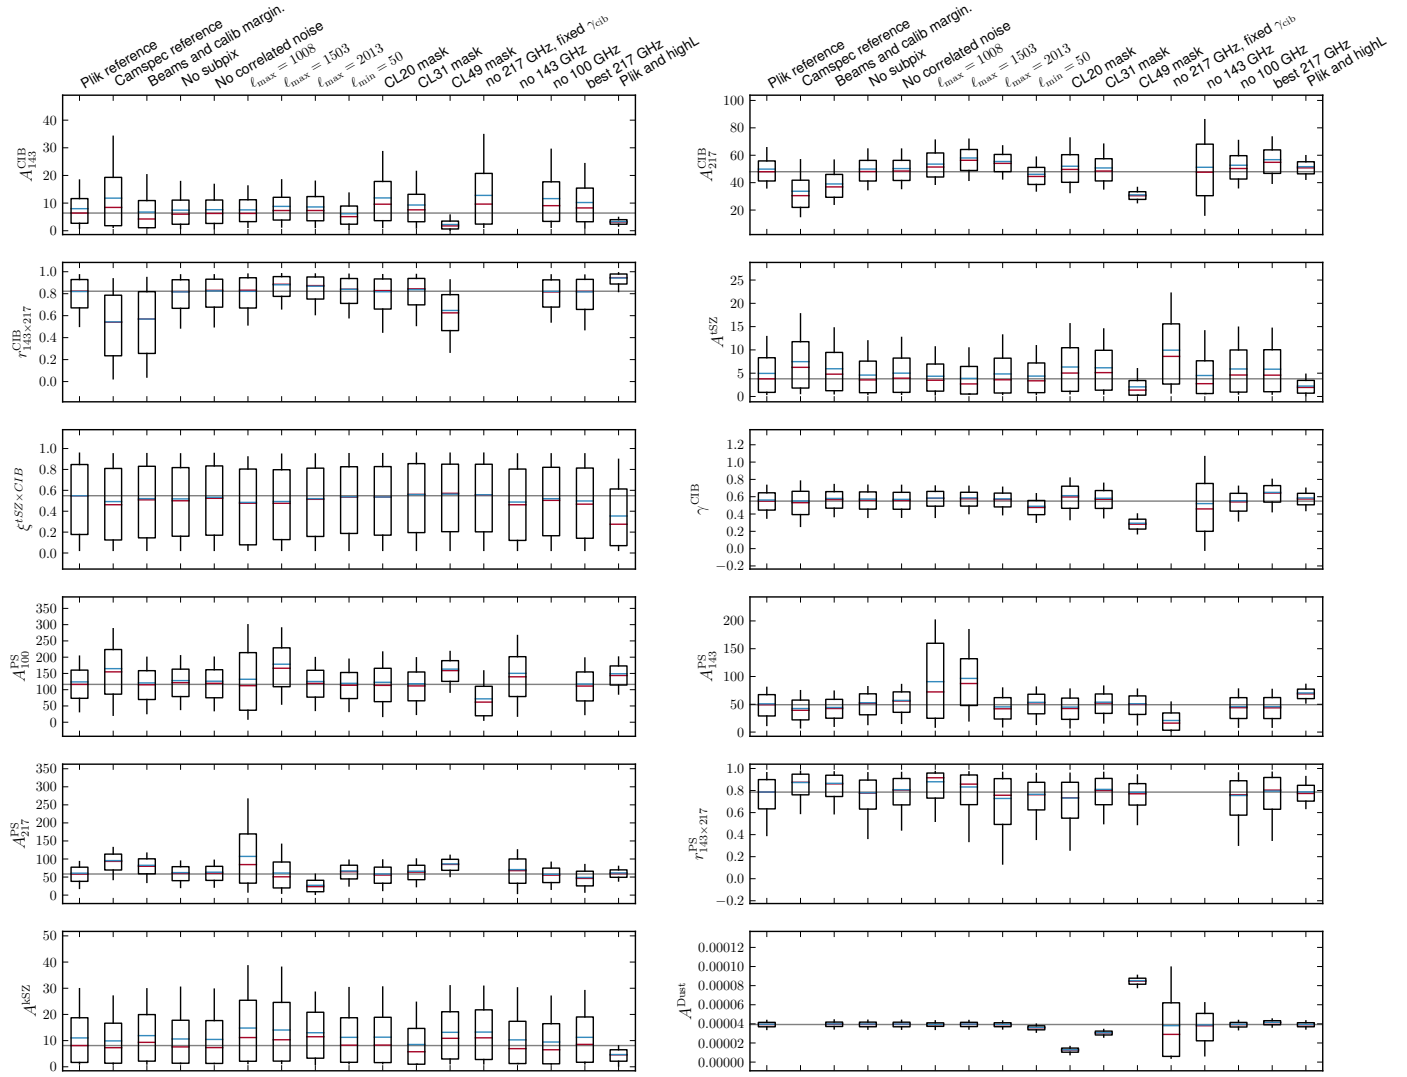 Plik reference
Camspec reference
Beams and calib margin.
No subpix
No correlated noise
ℓmax = 1008
ℓmax = 1503
ℓmax = 2013
ℓmin = 50
CL20 mask
CL31 mask
CL49 mask
no 217 GHz, fixed γcib
no 143 GHz
no 100 GHz
best 217 GHz
Plik and highL
Plik reference
Camspec reference
Beams and calib margin.
No subpix
No correlated noise
ℓmax = 1008
ℓmax = 1503
ℓmax = 2013
ℓmin = 50
CL20 mask
CL31 mask
CL49 mask
no 217 GHz, fixed γcib
no 143 GHz
no 100 GHz
best 217 GHz
Plik and highL
A^CIB_143
40
30
20
10
0
A^CIB_217
100
80
60
40
20
r^CIB_143×217
1.0
0.8
0.6
0.4
0.2
0.0
A^tSZ
25
20
15
10
5
0
ξ^tSZ×CIB
1.0
0.8
0.6
0.4
0.2
0.0
γ^CIB
1.2
1.0
0.8
0.6
0.4
0.2
0.0
−0.2
A^PS_100
350
300
250
200
150
100
50
0
A^PS_143
200
150
100
50
0
A^PS_217
350
300
250
200
150
100
50
0
r^PS_143×217
1.0
0.8
0.6
0.4
0.2
0.0
−0.2
A^kSZ
50
40
30
20
10
0
A^Dust
0.00012
0.00010
0.00008
0.00006
0.00004
0.00002
0.00000